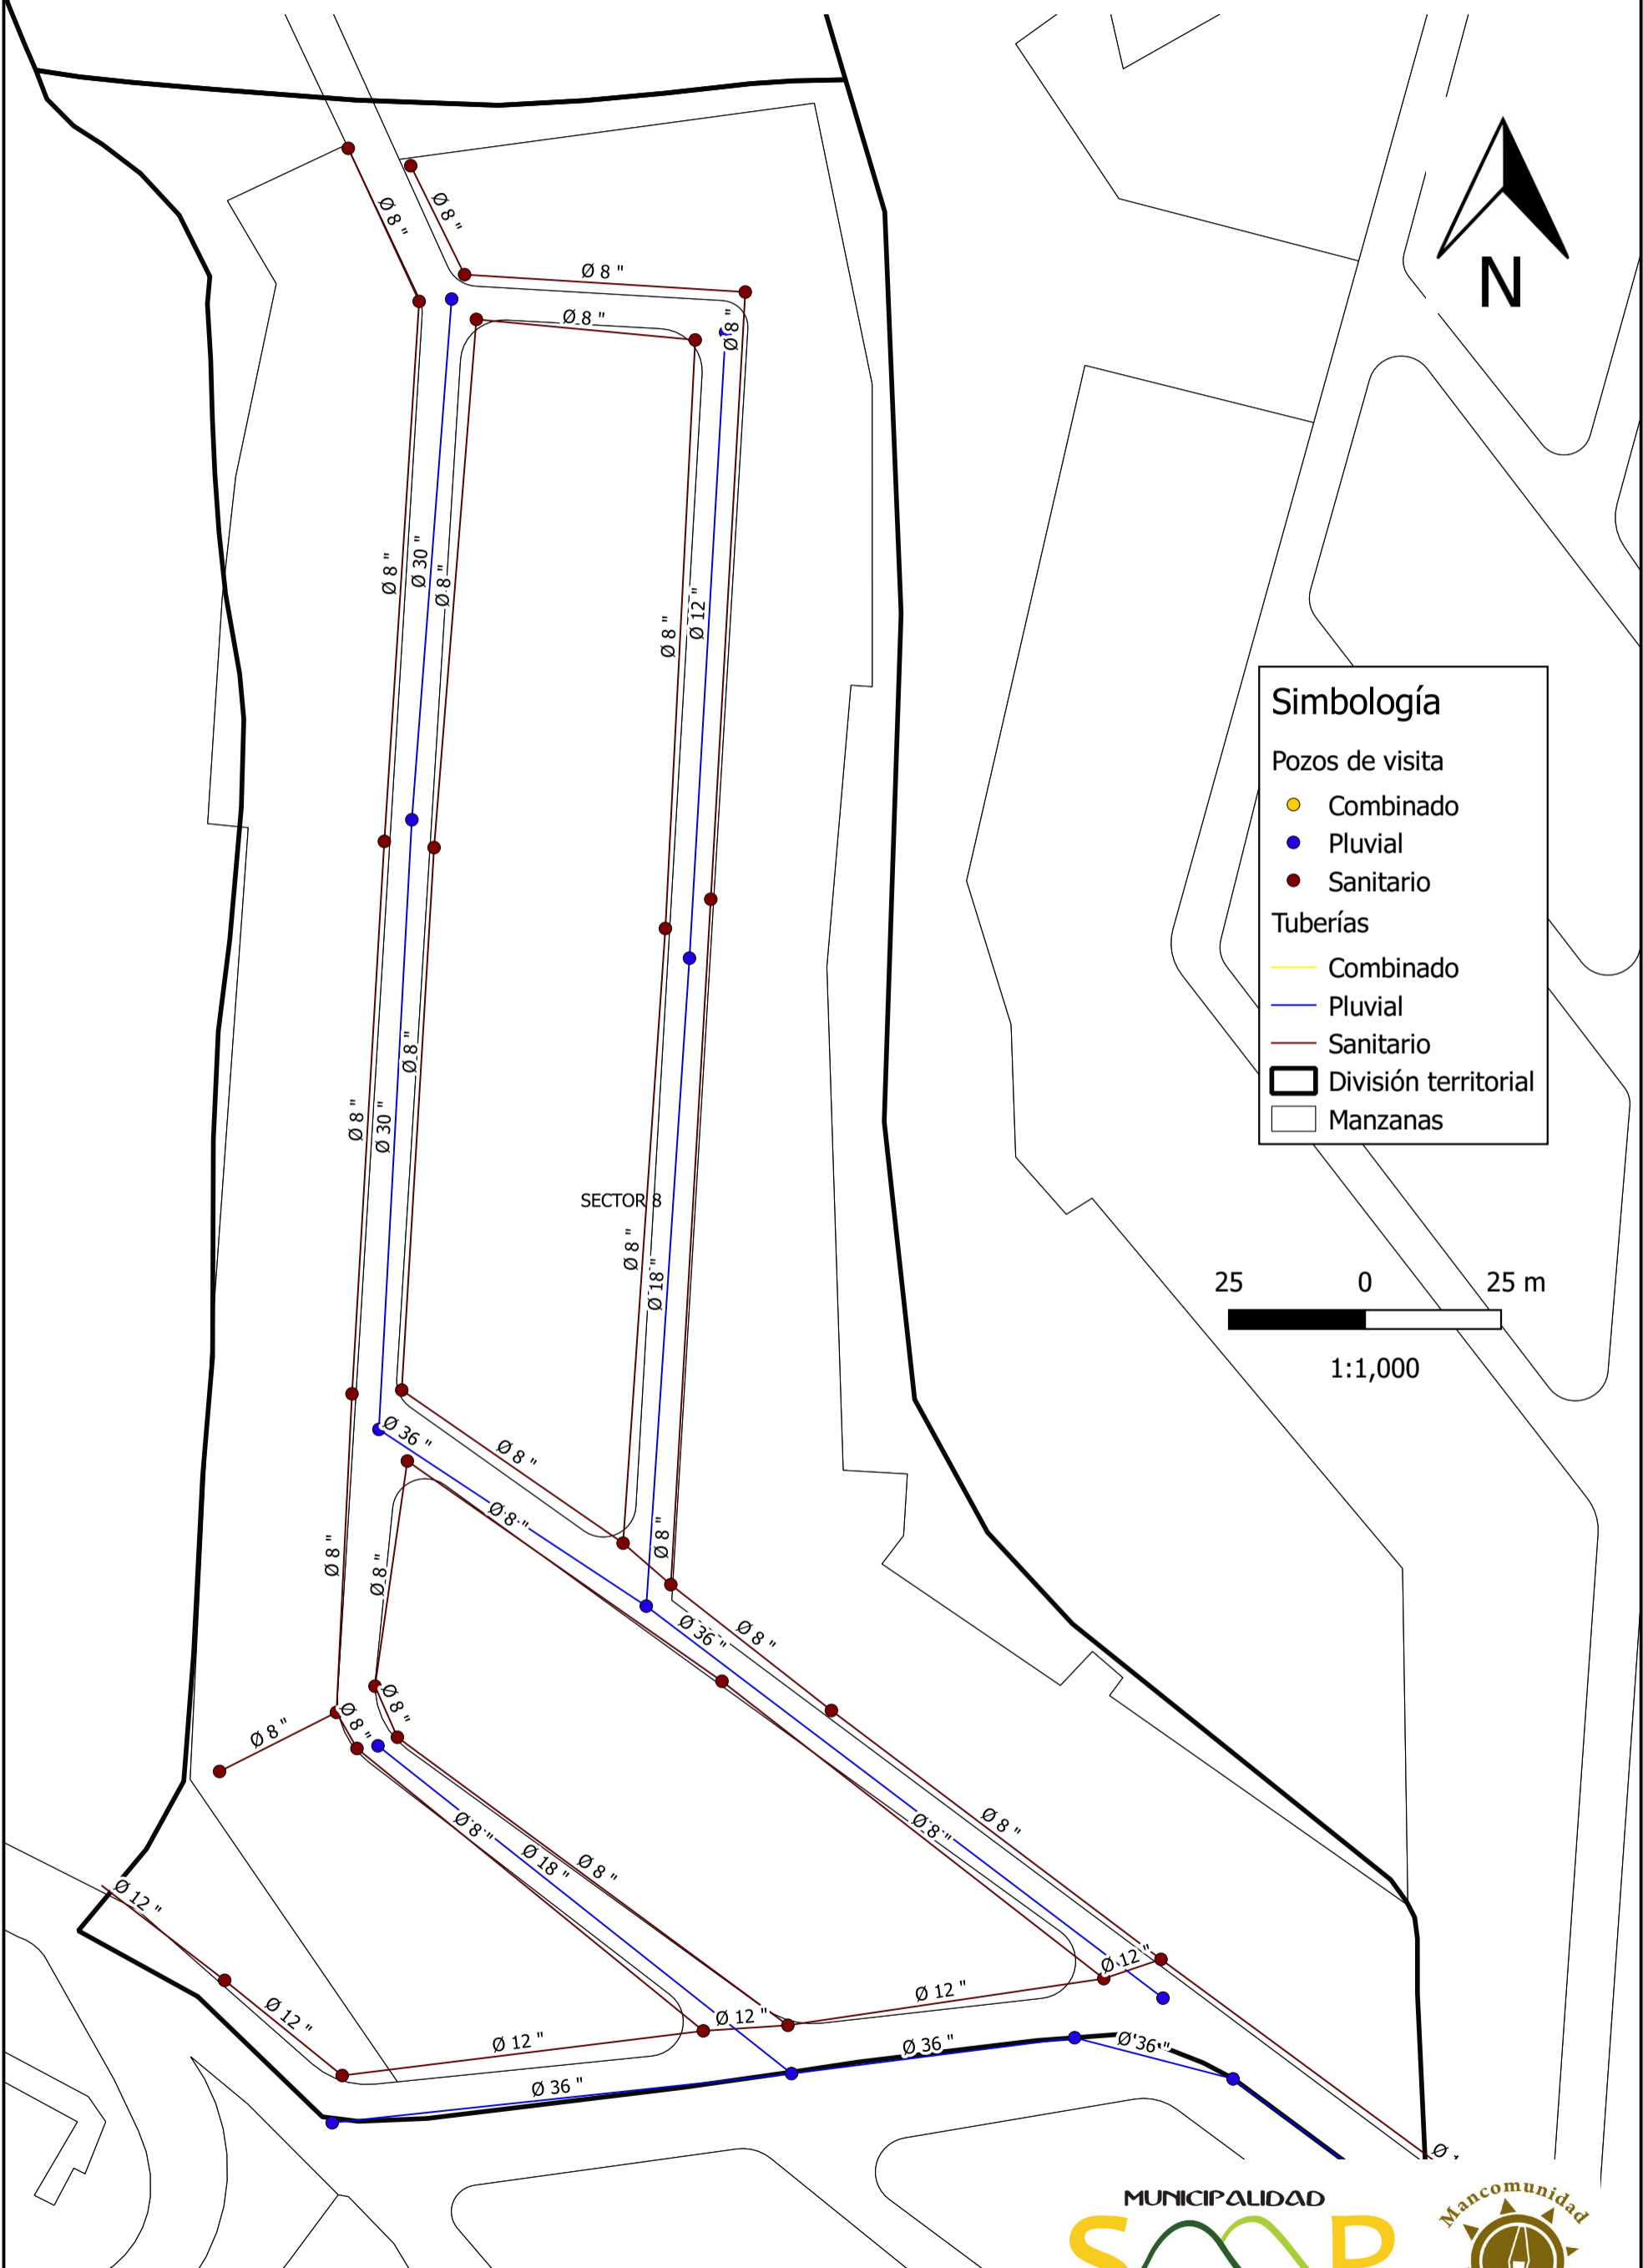 Ø 8 "
Ø 8 "
Ø 8 "
Ø 8 "
Ø 8 "
N
Ø 8 "
Ø 30 "
Ø 8 "
Ø 8 "
Ø 12 "
Simbología
Pozos de visita
Combinado
Pluvial
Sanitario
Tuberías
Combinado
Pluvial
Sanitario
División territorial
Manzanas
Ø 8 "
Ø 8 "
Ø 30 "
SECTOR 8
Ø 8 "
Ø 18 "
25 0 25 m
1:1,000
Ø 36 "
Ø 8 "
Ø 8 "
Ø 8 "
Ø 8 "
Ø 8 "
Ø 36 "
Ø 8 "
Ø 8 "
Ø 8 "
Ø 8 "
Ø 8 "
Ø 18 "
Ø 8 "
Ø 8 "
Ø 8 "
Ø 12 "
Ø 12 "
Ø 12 "
Ø 12 "
Ø 12 "
Ø 12 "
Ø 36 "
Ø 36 "
Ø 36 "
MUNICIPALIDAD
Mancomunidad